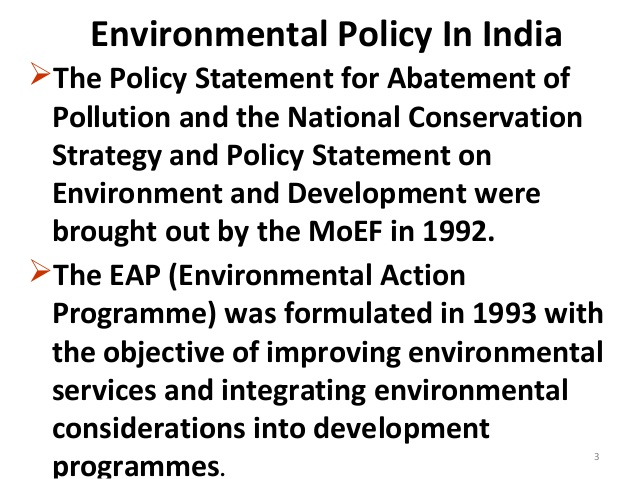 Environmental Policy In India
➢The Policy Statement for Abatement of
Pollution and the National Conservation
Strategy and Policy Statement on
Environment and Development were
brought out by the MoEF in 1992.
➢The EAP (Environmental Action
Programme) was formulated in 1993 with
the objective of improving environmental
services and integrating environmental
considerations into development
programmes.
3